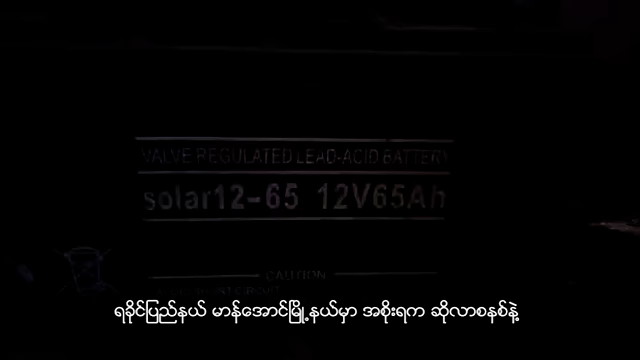 VALVE REGULATED LEAD-ACID BATTERY
solar12-65 12V65Ah
CAUTION
CIRCUIT
ရခိုင်ပြည်နယ် မာန်အောင်မြို့နယ်မှာ အစိုးရက ဆိုလာစနစ်နဲ့